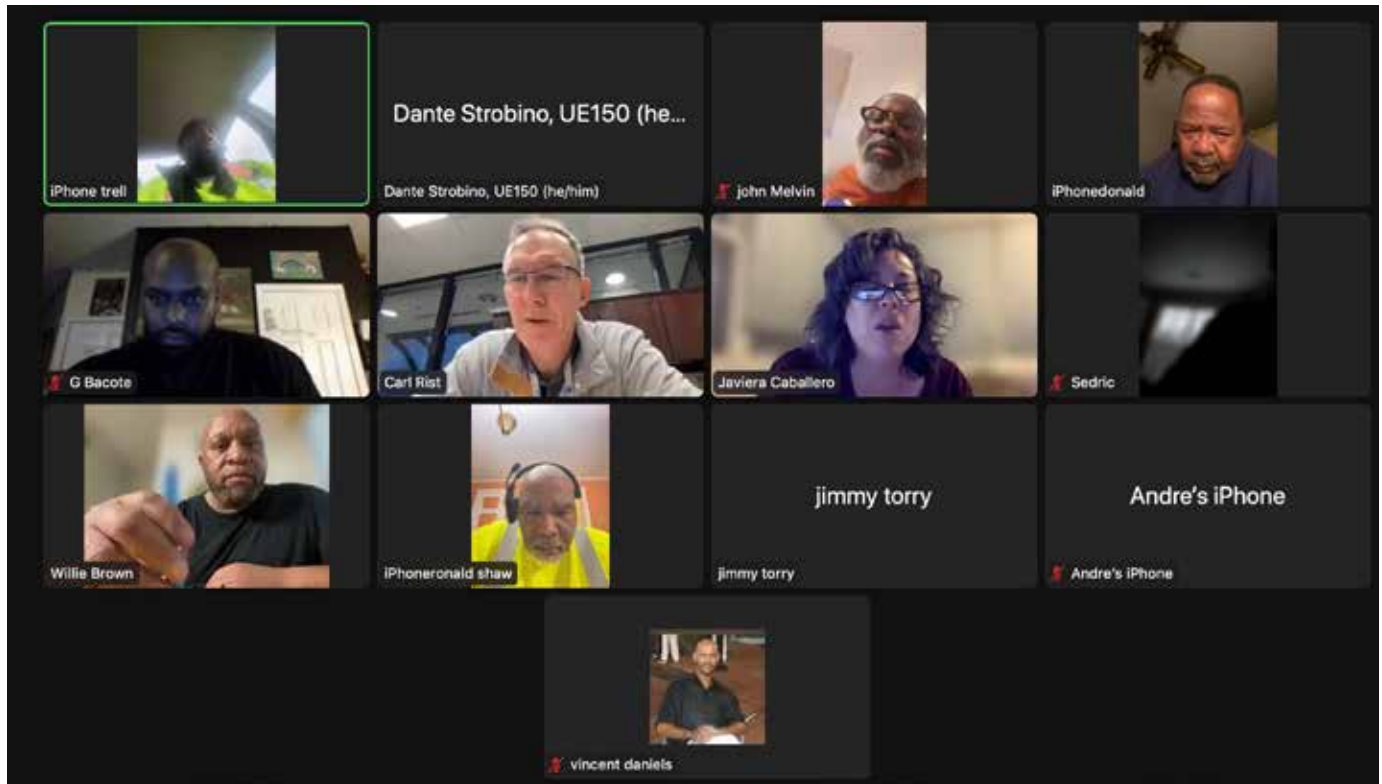 iPhone trell
Dante Strobino, UE150 (he...
Dante Strobino, UE150 (he/him)
john Melvin
iPhonedonald
G Bacote
Carl Rist
Javiera Caballero
Sedric
Willie Brown
iPhoneronald shaw
jimmy torry
jimmy torry
Andre's iPhone
Andre's iPhone
vincent daniels